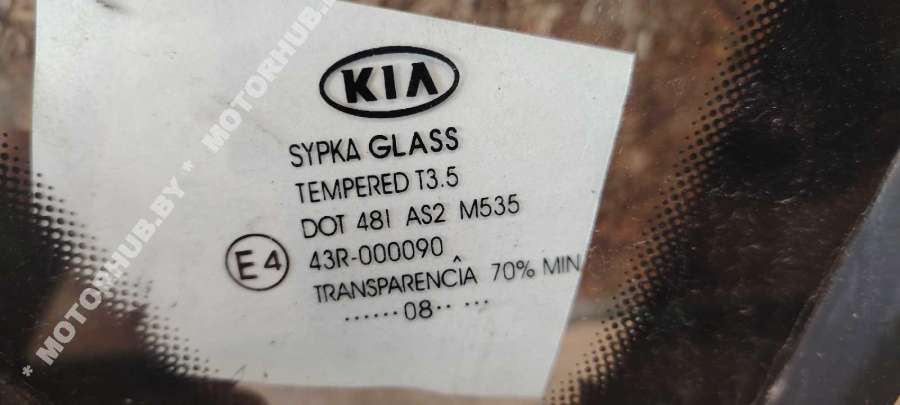 KIA
SYPKA GLASS
TEMPERED T3.5
DOT 481 AS2 M535
E4
43R-000090
TRANSPARENCIÂ 70% MIN
······08·· ···
* MOTORHUB.BY * MOTORHUB.BY *